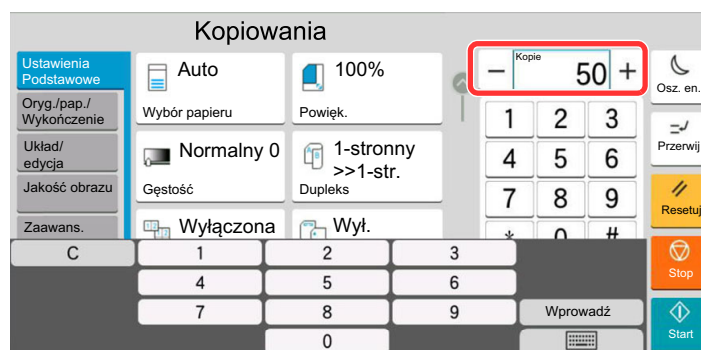 Kopiowania
Ustawienia
Podstawowe
Oryg./pap./
Wykończenie
Układ/
edycja
Jakość obrazu
Zaawans.
Auto
Wybór papieru
100%
Powięk.
Normalny 0
Gęstość
1-stronny
>>1-str.
Dupleks
Wyłączona
Wył.
Kopie
− 50 +
1 2 3
4 5 6
7 8 9
* 0 #
Osz. en.
Przerwij
Resetuj
Stop
Start
C 1 2 3
4 5 6
7 8 9
0
Wprowadź